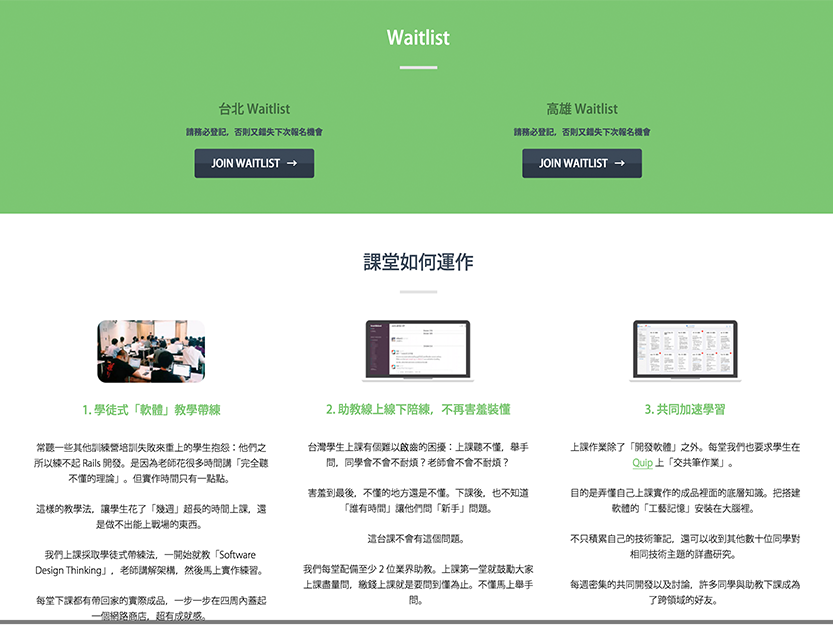 Waitlist
台北 Waitlist
請務必登記，否則又錯失下次報名機會
JOIN WAITLIST →
高雄 Waitlist
請務必登記，否則又錯失下次報名機會
JOIN WAITLIST →
課堂如何運作
1. 學徒式「軟體」教學帶練
常聽一些其他訓練營培訓失敗來重上的學生抱怨：他們之
所以練不起 Rails 開發。是因為老師花很多時間講「完全聽
不懂的理論」。但實作時間只有一點點。
這樣的教學法，讓學生花了「幾週」超長的時間上課，還
是做不出能上戰場的東西。
我們上課採取學徒式帶練法，一開始就教「Software
Design Thinking」，老師講解架構，然後馬上實作練習。
每堂下課都有帶回家的實際成品，一步一步在四周內蓋起
一個網路商店，超有成就感。
2. 助教線上線下陪練，不再害羞裝懂
台灣學生上課有個難以啟齒的困擾：上課聽不懂，舉手
問，同學會不會不耐煩？老師會不會不耐煩？
害羞到最後，不懂的地方還是不懂。下課後，也不知道
「誰有時間」讓他們問「新手」問題。
這台課不會有這個問題。
我們每堂配備至少 2 位業界助教。上課第一堂就鼓勵大家
上課盡量問，繳錢上課就是要問到懂為止。不懂馬上舉手
問。
3. 共同加速學習
上課作業除了「開發軟體」之外。每堂我們也要求學生在
Quip 上「交共筆作業」。
目的是弄懂自己上課實作的成品裡面的底層知識。把搭建
軟體的「工藝記憶」安裝在大腦裡。
不只積累自己的技術筆記，還可以收到其他數十位同學對
相同技術主題的詳盡研究。
每週密集的共同開發以及討論，許多同學與助教下課成為
了跨領域的好友。